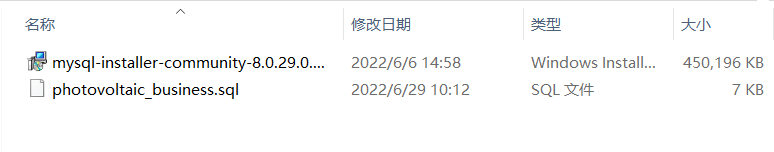 名称 修改日期 类型 大小
mysql-installer-community-8.0.29.0.... 2022/6/6 14:58 Windows Install... 450,196 KB
photovoltaic_business.sql 2022/6/29 10:12 SQL 文件 7 KB